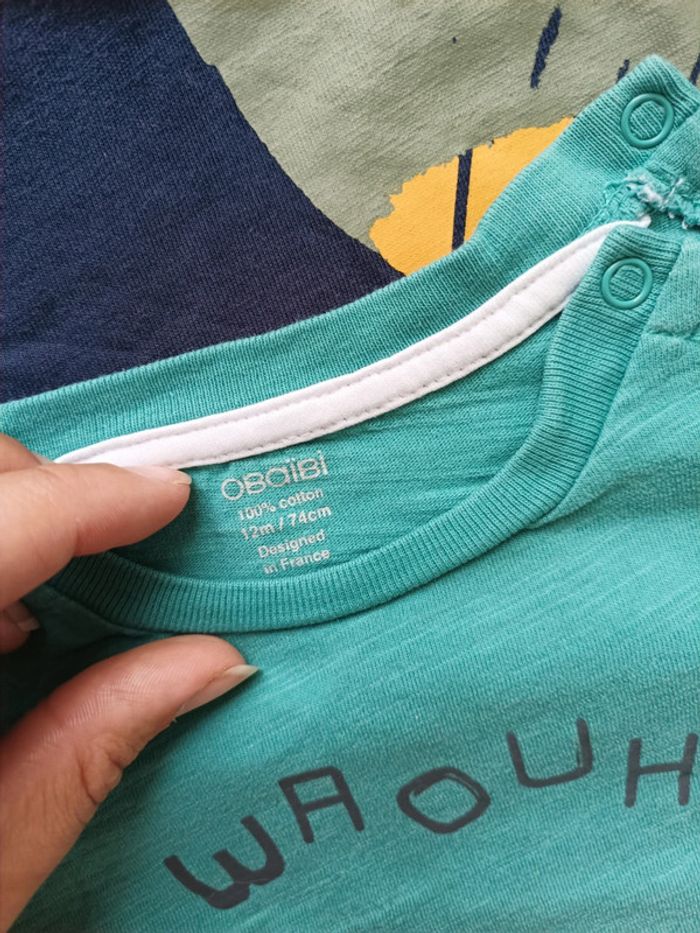 OBAÏBI
100% cotton
12m / 74cm
Designed
in France
WAOUH